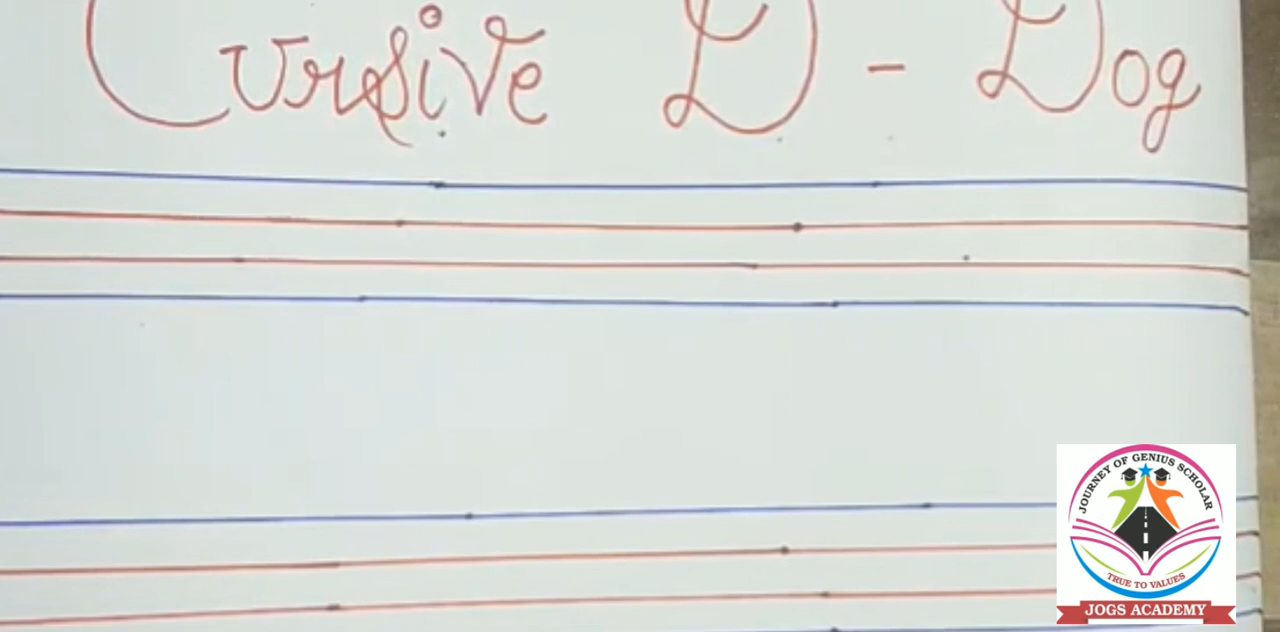 Cursive D - Dog
JOURNEY OF GENIUS SCHOLAR
TRUE TO VALUES
JOGS ACADEMY